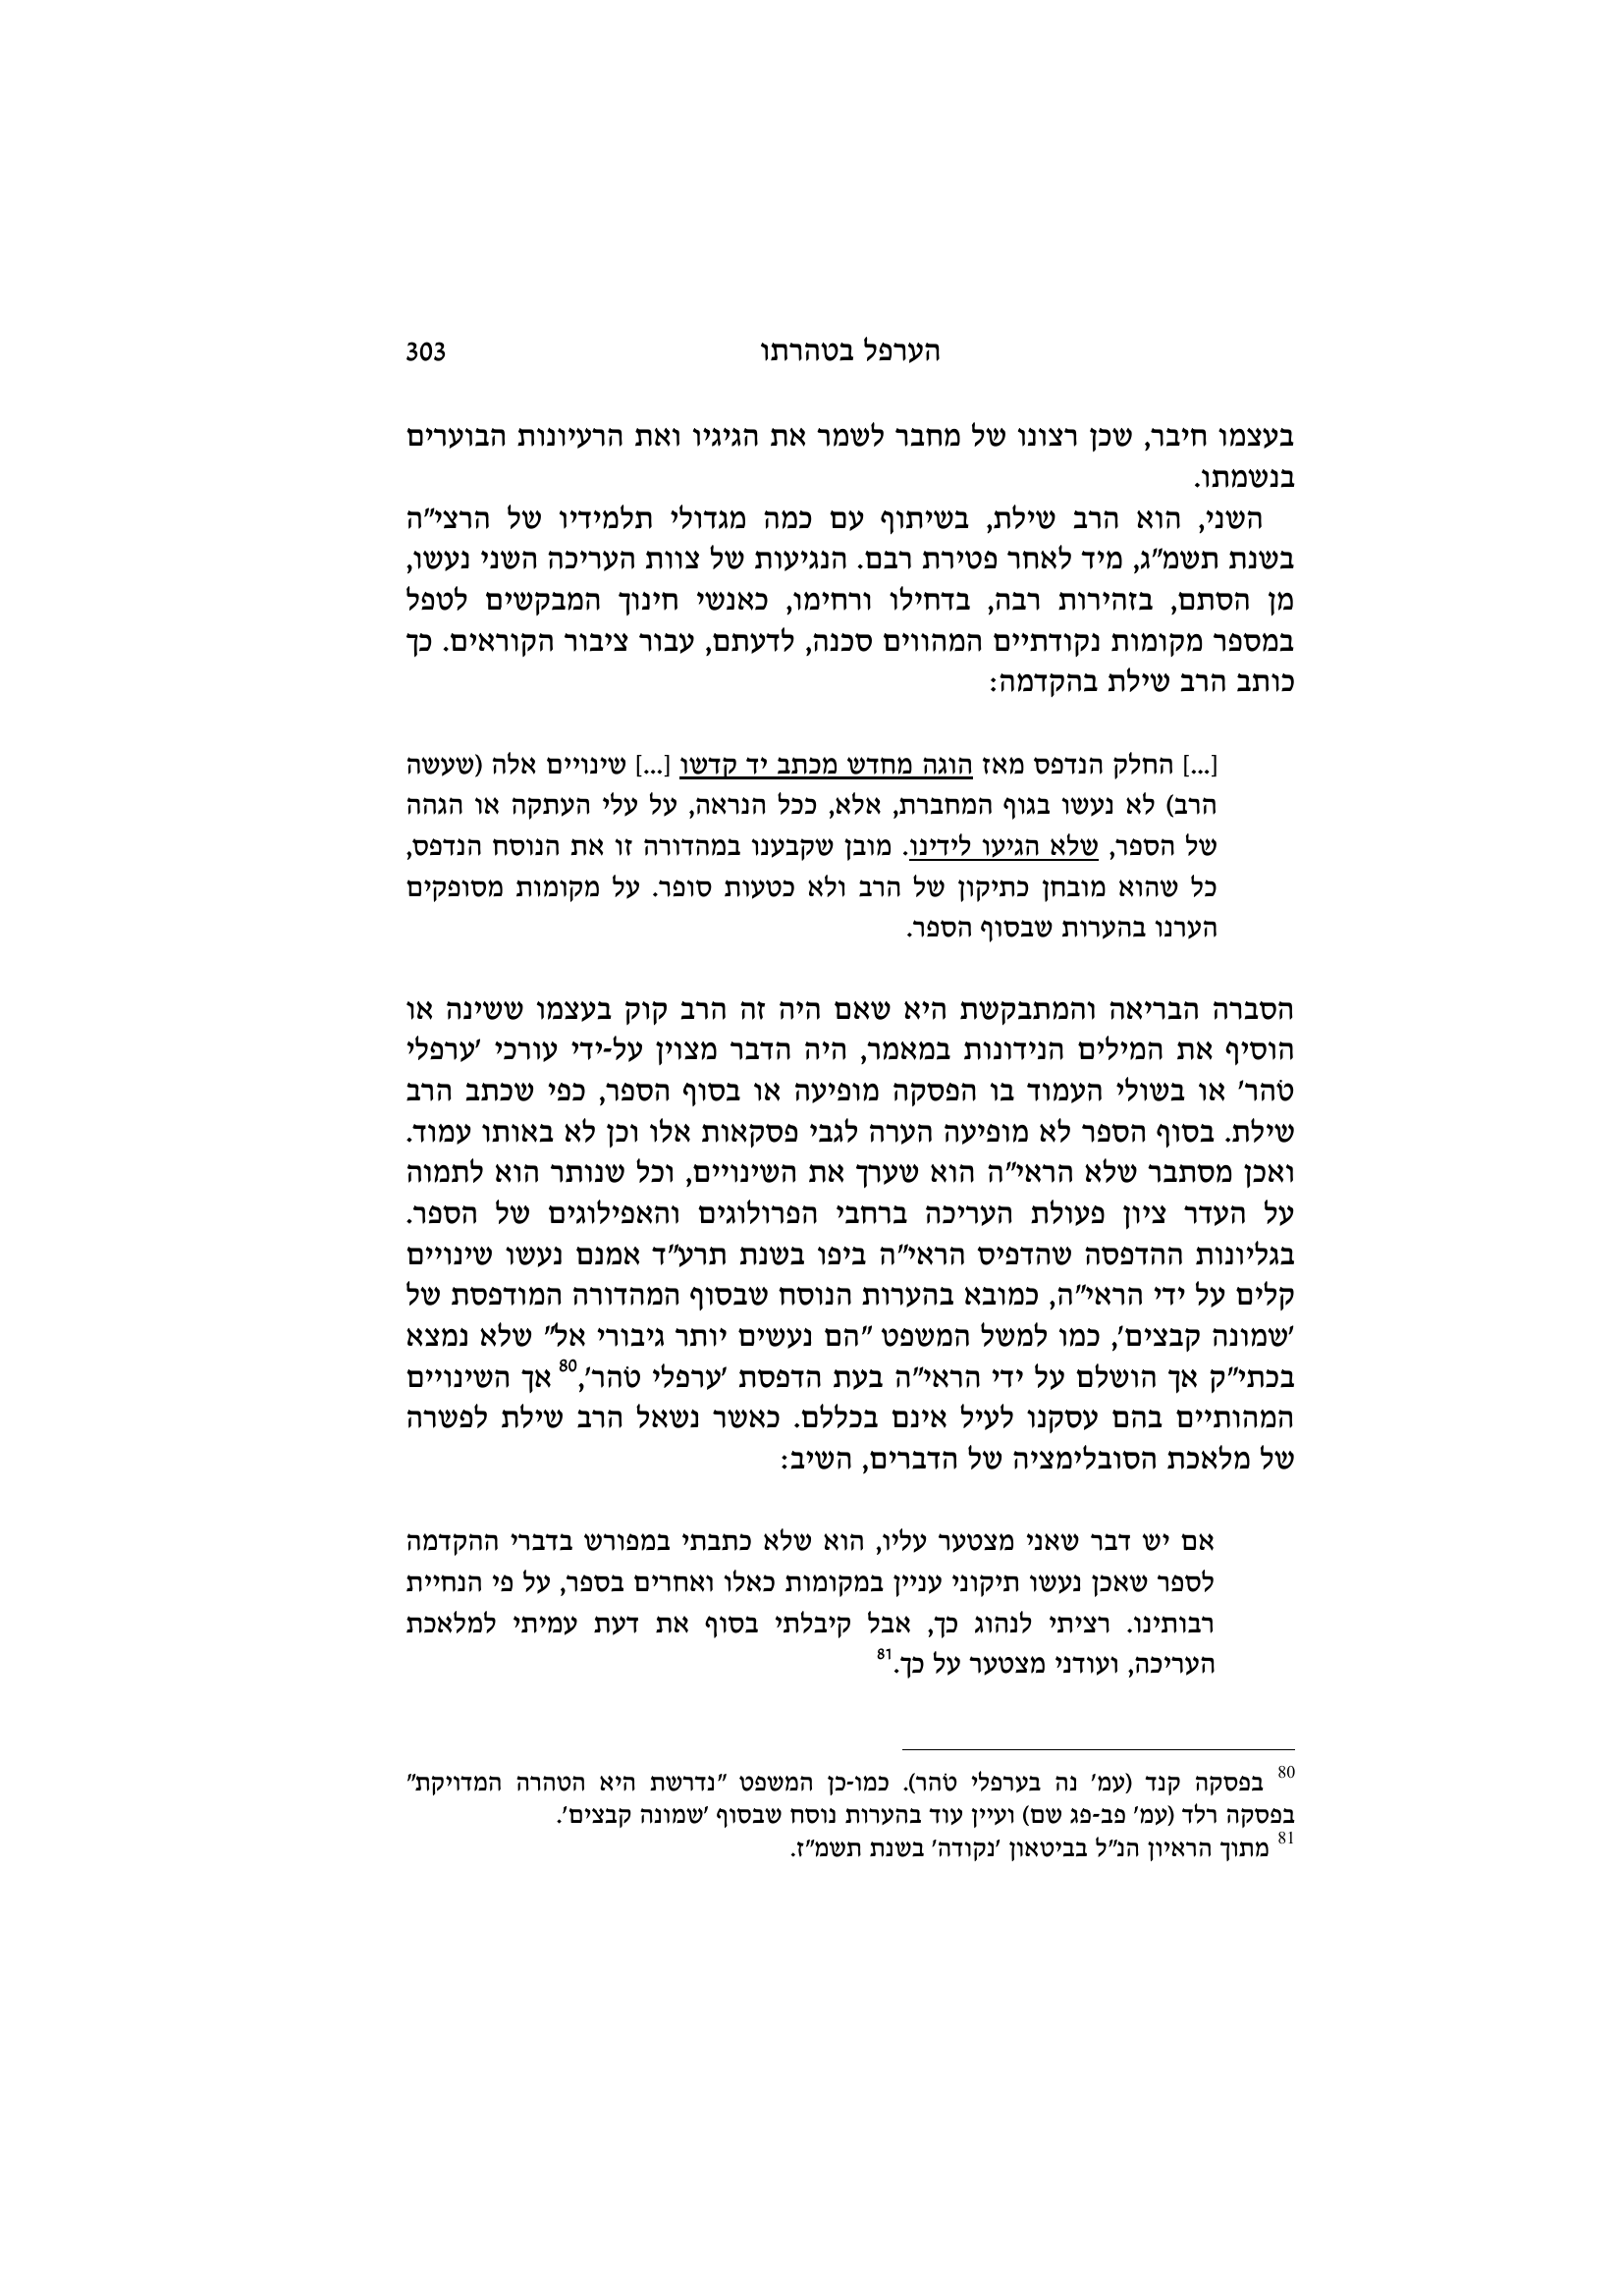 הערפל בטהרתו 303
בעצמו חיבר, שכן רצונו של מחבר לשמר את הגיגיו ואת הרעיונות הבוערים
בנשמתו.
השני, הוא הרב שילת, בשיתוף עם כמה מגדולי תלמידיו של הרצי״ה
בשנת תשמ״ג, מיד לאחר פטירת רבם. הנגיעות של צוות העריכה השני נעשו,
מן הסתם, בזהירות רבה, בדחילו ורחימו, כאנשי חינוך המבקשים לטפל
במספר מקומות נקודתיים המהווים סכנה, לדעתם, עבור ציבור הקוראים. כך
כותב הרב שילת בהקדמה:
[...] החלק הנדפס מאז הוגה מחדש מכתב יד קדשו [...] שינויים אלה (שעשה
הרב) לא נעשו בגוף המחברת, אלא, ככל הנראה, על עלי העתקה או הגהה
של הספר, שלא הגיעו לידינו. מובן שקבענו במהדורה זו את הנוסח הנדפס,
כל שהוא מובחן כתיקון של הרב ולא כטעות סופר. על מקומות מסופקים
הערנו בהערות שבסוף הספר.
הסברה הבריאה והמתבקשת היא שאם היה זה הרב קוק בעצמו ששינה או
הוסיף את המילים הנידונות במאמר, היה הדבר מצוין על-ידי עורכי ׳ערפלי
טֹהר׳ או בשולי העמוד בו הפסקה מופיעה או בסוף הספר, כפי שכתב הרב
שילת. בסוף הספר לא מופיעה הערה לגבי פסקאות אלו וכן לא באותו עמוד.
ואכן מסתבר שלא הראי״ה הוא שערך את השינויים, וכל שנותר הוא לתמוה
על העדר ציון פעולת העריכה ברחבי הפרולוגים והאפילוגים של הספר.
בגליונות ההדפסה שהדפיס הראי״ה ביפו בשנת תרע״ד אמנם נעשו שינויים
קלים על ידי הראי״ה, כמובא בהערות הנוסח שבסוף המהדורה המודפסת של
׳שמונה קבצים׳, כמו למשל המשפט ״הם נעשים יותר גיבורי אל״ שלא נמצא
בכתי״ק אך הושלם על ידי הראי״ה בעת הדפסת ׳ערפלי טֹהר׳,80 אך השינויים
המהותיים בהם עסקנו לעיל אינם בכללם. כאשר נשאל הרב שילת לפשרה
של מלאכת הסובלימציה של הדברים, השיב:
אם יש דבר שאני מצטער עליו, הוא שלא כתבתי במפורש בדברי ההקדמה
לספר שאכן נעשו תיקוני עניין במקומות כאלו ואחרים בספר, על פי הנחיית
רבותינו. רציתי לנהוג כך, אבל קיבלתי בסוף את דעת עמיתי למלאכת
העריכה, ועודני מצטער על כך.81
80 בפסקה קנד (עמ׳ נה בערפלי טֹהר). כמו-כן המשפט ״נדרשת היא הטהרה המדויקת״
בפסקה רלד (עמ׳ פב-פג שם) ועיין עוד בהערות נוסח שבסוף ׳שמונה קבצים׳.
81 מתוך הראיון הנ״ל בביטאון ׳נקודה׳ בשנת תשמ״ז.